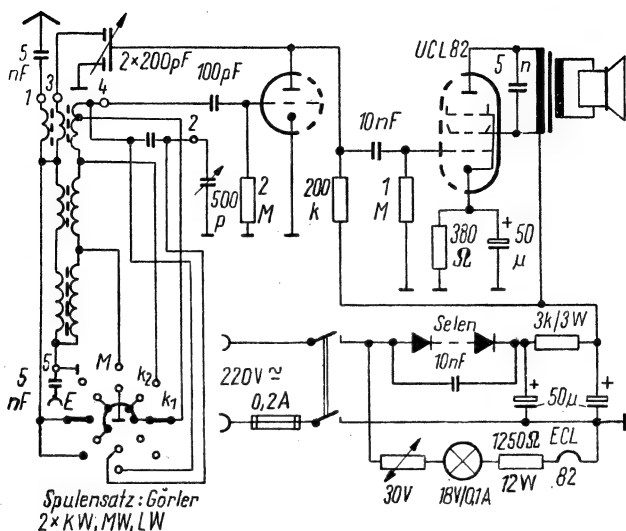 5
nF
1
3
2×200pF
4
100pF
2
500
p
2
M
UCL82
5
n
10nF
200
k
1
M
380
Ω
+
50
μ
Selen
10nF
3k/3W
220V ≃
0,2A
+
50μ
+
30V
18V/0,1A
1250Ω
12W
ECL
82
5
5
nF
E
M
k2
k1
Spulensatz: Görler
2×KW, MW, LW